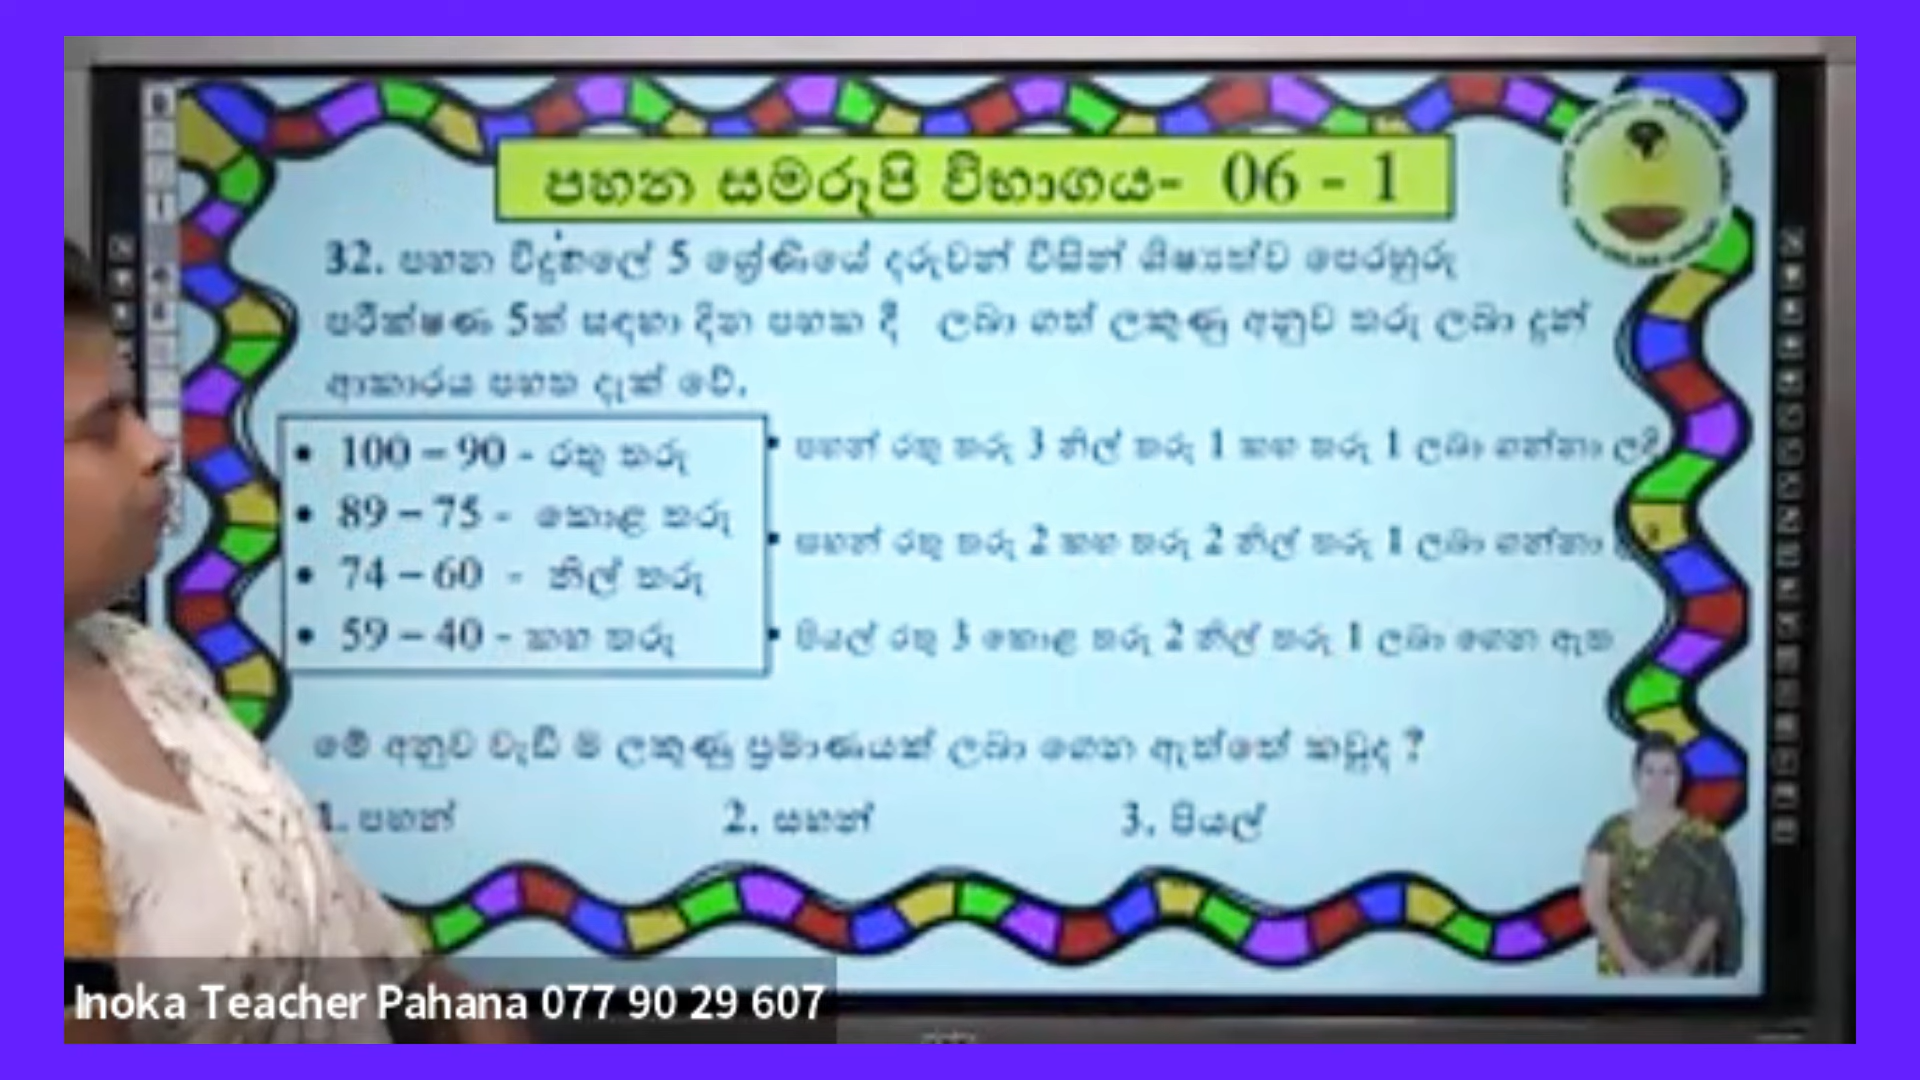 පහන සමරූපි විභාගය- 06 - 1
32. පහන විදුහලේ 5 ශ්‍රේණියේ දරුවන් විසින් ශිෂ්‍යත්ව පෙරහුරු
පරීක්ෂණ 5ක් සඳහා දින පහක දී ලබා ගත් ලකුණු අනුව තරු ලබා දුන්
ආකාරය පහත දැක් වේ.
• 100 – 90 - රතු තරු
• 89 – 75 - කොළ තරු
• 74 – 60 - නිල් තරු
• 59 – 40 - කහ තරු
• පහන් රතු තරු 3 නිල් තරු 1 කහ තරු 1 ලබා ගන්නා ලදී
• සහන් රතු තරු 2 කහ තරු 2 නිල් තරු 1 ලබා ගන්නා
• පියල් රතු 3 කොළ තරු 2 නිල් තරු 1 ලබා ගෙන ඇත
මේ අනුව වැඩි ම ලකුණු ප්‍රමාණයක් ලබා ගෙන ඇත්තේ කවුද ?
1. පහන් 2. සහන් 3. පියල්
Inoka Teacher Pahana 077 90 29 607